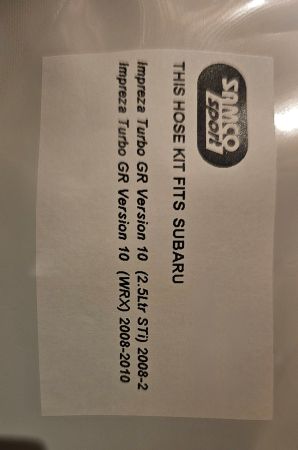 SAMCO
sport
THIS HOSE KIT FITS SUBARU
Impreza Turbo GR Version 10 (2.5Ltr STi) 2008-2
Impreza Turbo GR Version 10 (WRX) 2008-2010